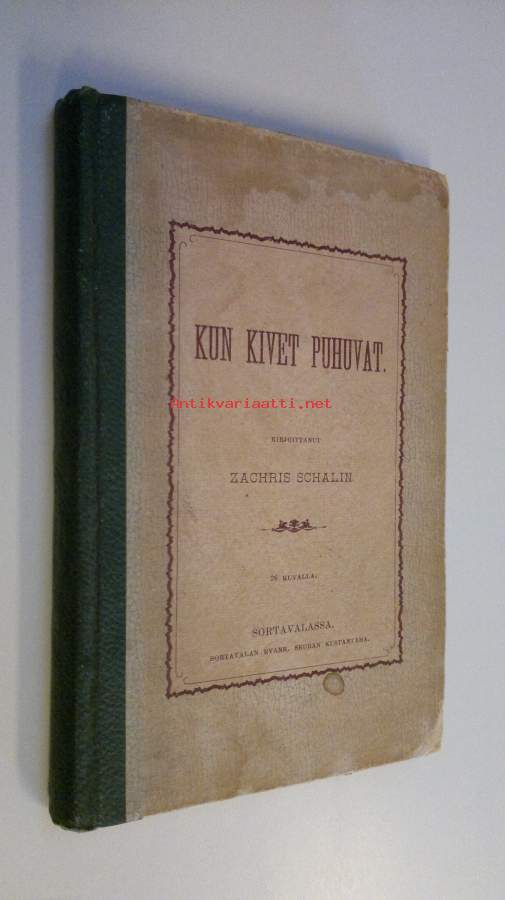 KUN KIVET PUHUVAT.
Antikvariaatti.net
KIRJOITTANUT
ZACHRIS SCHALIN
26 KUVALLA.
SORTAVALASSA.
SORTAVALAN EVANK. SEURAN KUSTANTAMA.